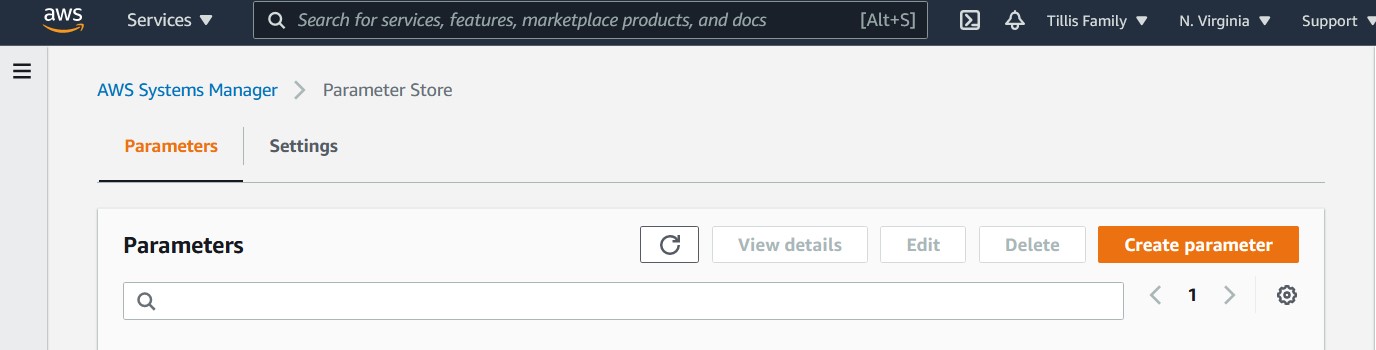 aws Services Search for services, features, marketplace products, and docs [Alt+S] Tillis Family N. Virginia Support
AWS Systems Manager Parameter Store
Parameters Settings
Parameters View details Edit Delete Create parameter
1